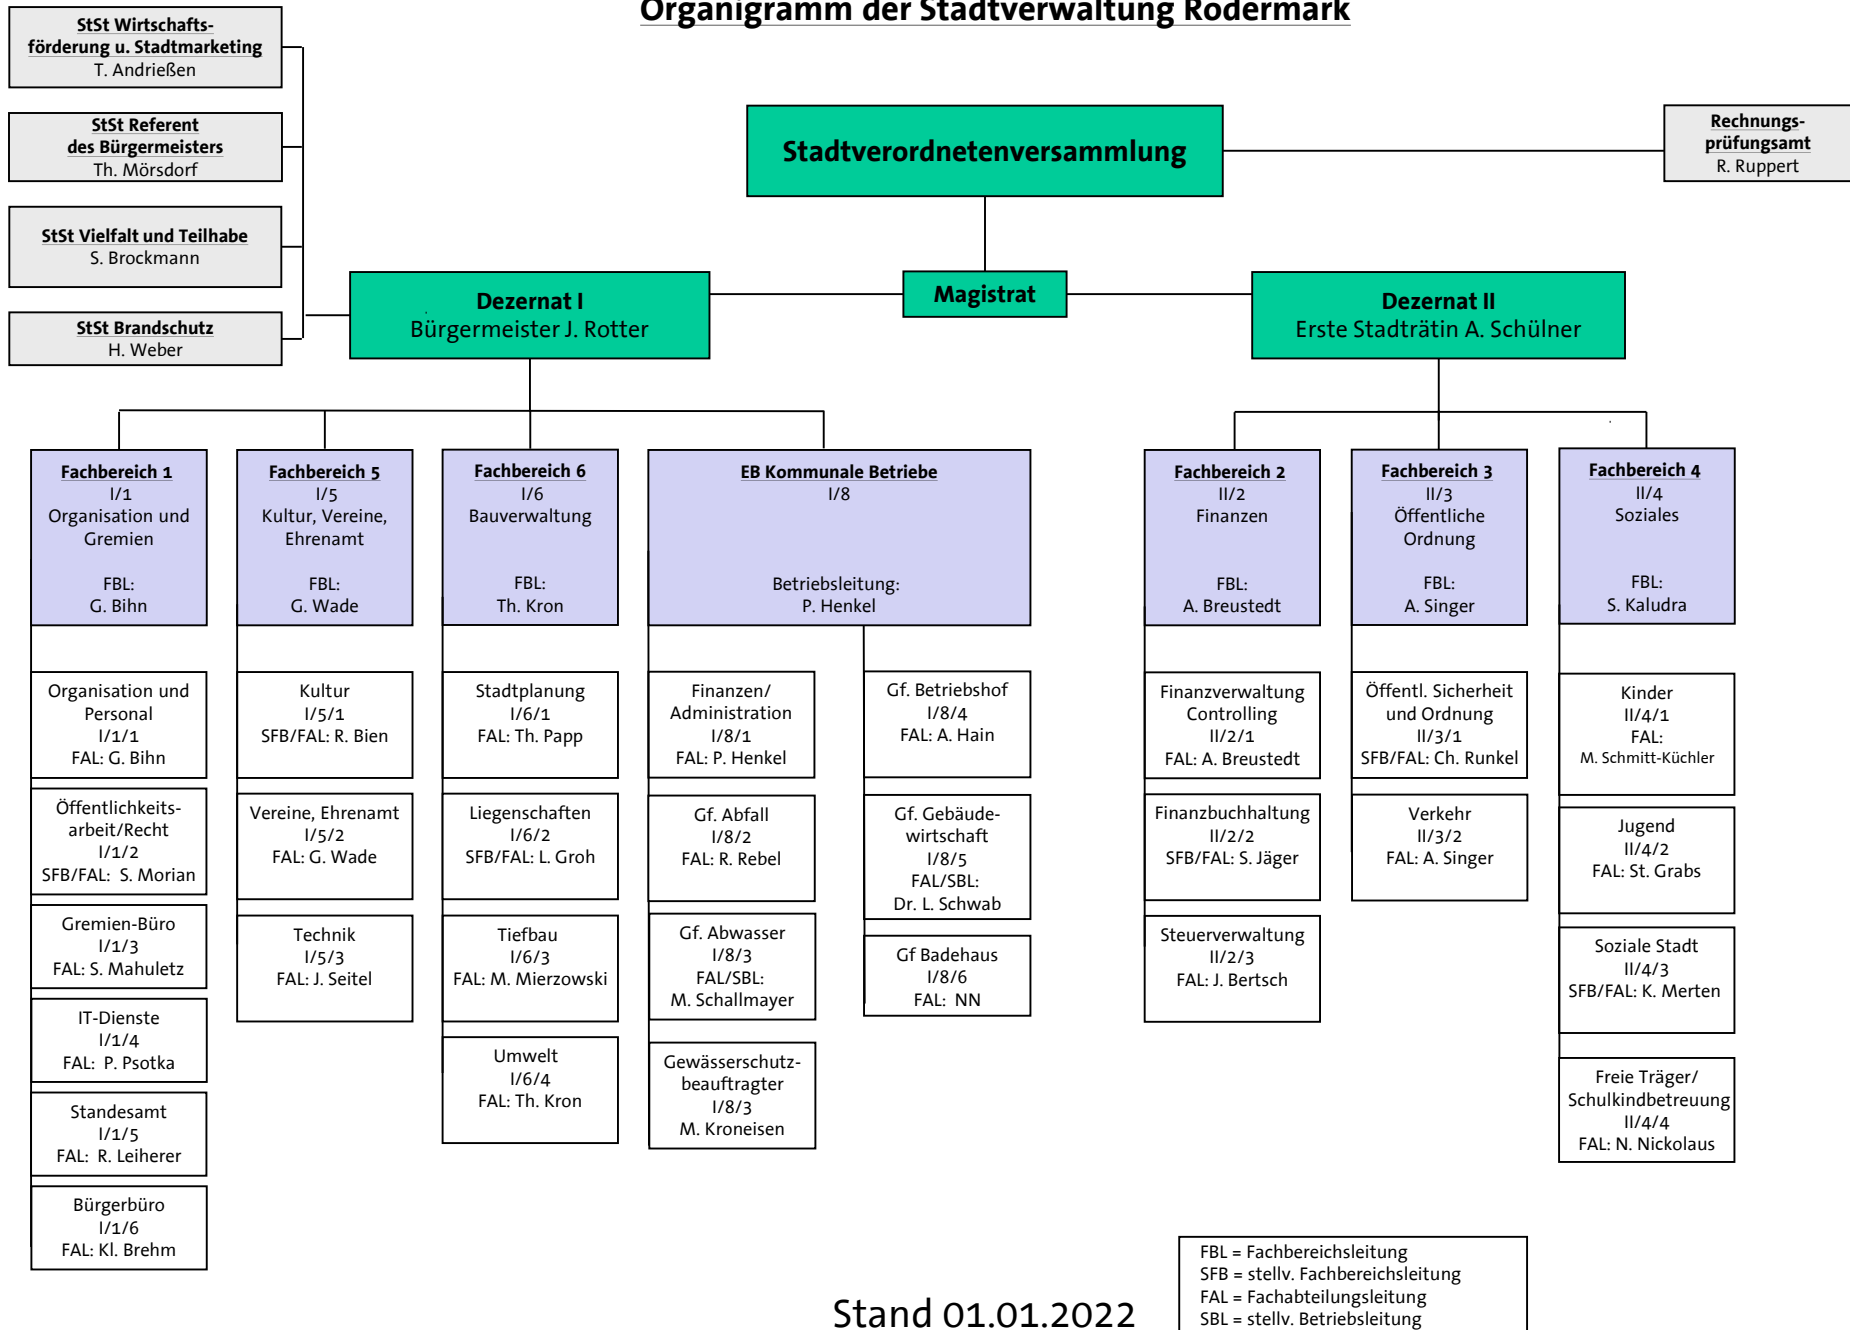 Organigramm der Stadtverwaltung Rödermark
StSt Wirtschafts-
förderung u. Stadtmarketing
T. Andrießen
StSt Referent
des Bürgermeisters
Th. Mörsdorf
StSt Vielfalt und Teilhabe
S. Brockmann
StSt Brandschutz
H. Weber
Stadtverordnetenversammlung
Rechnungs-
prüfungsamt
R. Ruppert
Magistrat
Dezernat I
Bürgermeister J. Rotter
Dezernat II
Erste Stadträtin A. Schülner
Fachbereich 1
I/1
Organisation und
Gremien
FBL:
G. Bihn
Organisation und
Personal
I/1/1
FAL: G. Bihn
Öffentlichkeits-
arbeit/Recht
I/1/2
SFB/FAL: S. Morian
Gremien-Büro
I/1/3
FAL: S. Mahuletz
IT-Dienste
I/1/4
FAL: P. Psotka
Standesamt
I/1/5
FAL: R. Leiherer
Bürgerbüro
I/1/6
FAL: Kl. Brehm
Fachbereich 5
I/5
Kultur, Vereine,
Ehrenamt
FBL:
G. Wade
Kultur
I/5/1
SFB/FAL: R. Bien
Vereine, Ehrenamt
I/5/2
FAL: G. Wade
Technik
I/5/3
FAL: J. Seitel
Fachbereich 6
I/6
Bauverwaltung
FBL:
Th. Kron
Stadtplanung
I/6/1
FAL: Th. Papp
Liegenschaften
I/6/2
SFB/FAL: L. Groh
Tiefbau
I/6/3
FAL: M. Mierzowski
Umwelt
I/6/4
FAL: Th. Kron
EB Kommunale Betriebe
I/8
Betriebsleitung:
P. Henkel
Finanzen/
Administration
I/8/1
FAL: P. Henkel
Gf. Abfall
I/8/2
FAL: R. Rebel
Gf. Abwasser
I/8/3
FAL/SBL:
M. Schallmayer
Gewässerschutz-
beauftragter
I/8/3
M. Kroneisen
Gf. Betriebshof
I/8/4
FAL: A. Hain
Gf. Gebäude-
wirtschaft
I/8/5
FAL/SBL:
Dr. L. Schwab
Gf Badehaus
I/8/6
FAL: NN
Fachbereich 2
II/2
Finanzen
FBL:
A. Breustedt
Finanzverwaltung
Controlling
II/2/1
FAL: A. Breustedt
Finanzbuchhaltung
II/2/2
SFB/FAL: S. Jäger
Steuerverwaltung
II/2/3
FAL: J. Bertsch
Fachbereich 3
II/3
Öffentliche
Ordnung
FBL:
A. Singer
Öffentl. Sicherheit
und Ordnung
II/3/1
SFB/FAL: Ch. Runkel
Verkehr
II/3/2
FAL: A. Singer
Fachbereich 4
II/4
Soziales
FBL:
S. Kaludra
Kinder
II/4/1
FAL:
M. Schmitt-Küchler
Jugend
II/4/2
FAL: St. Grabs
Soziale Stadt
II/4/3
SFB/FAL: K. Merten
Freie Träger/
Schulkindbetreuung
II/4/4
FAL: N. Nickolaus
Stand 01.01.2022
FBL = Fachbereichsleitung
SFB = stellv. Fachbereichsleitung
FAL = Fachabteilungsleitung
SBL = stellv. Betriebsleitung